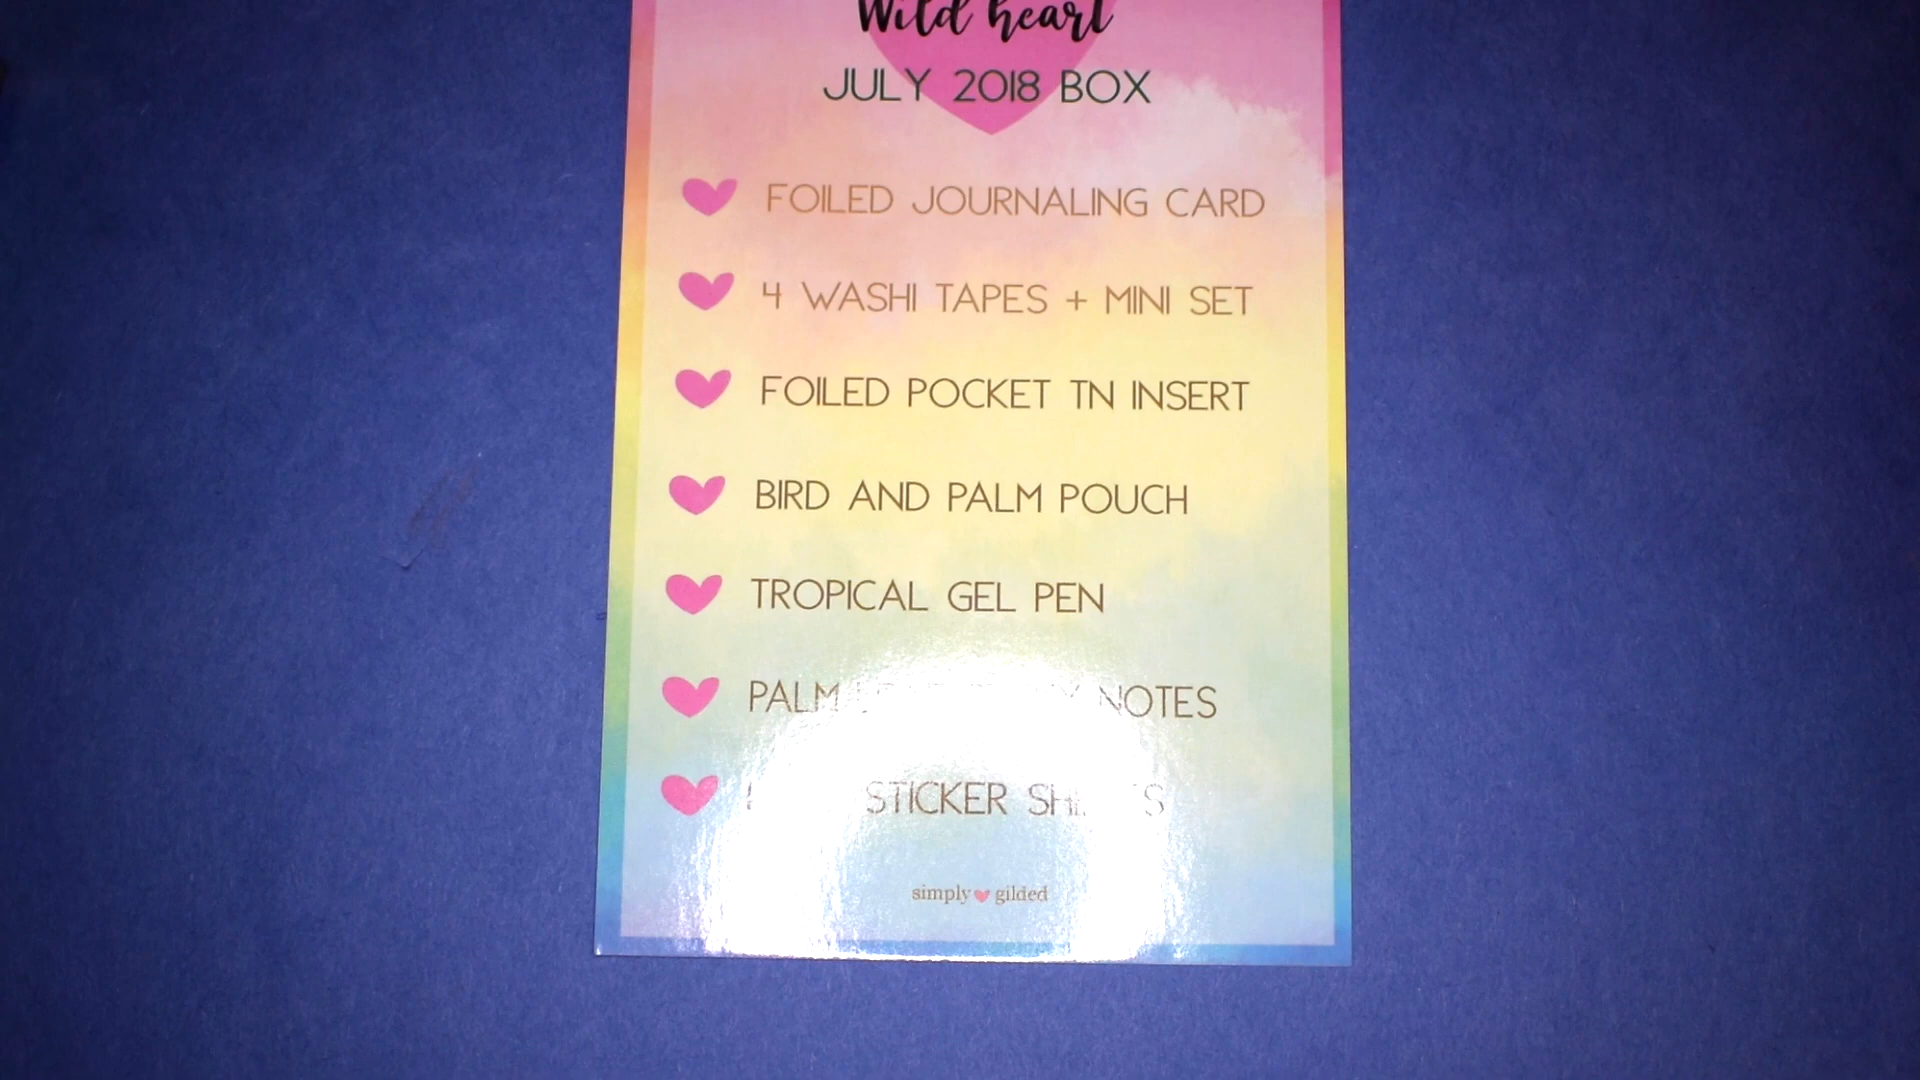 Wild heart
JULY 2018 BOX
FOILED JOURNALING CARD
4 WASHI TAPES + MINI SET
FOILED POCKET TN INSERT
BIRD AND PALM POUCH
TROPICAL GEL PEN
PALM NOTES
STICKER SHEETS
simply gilded